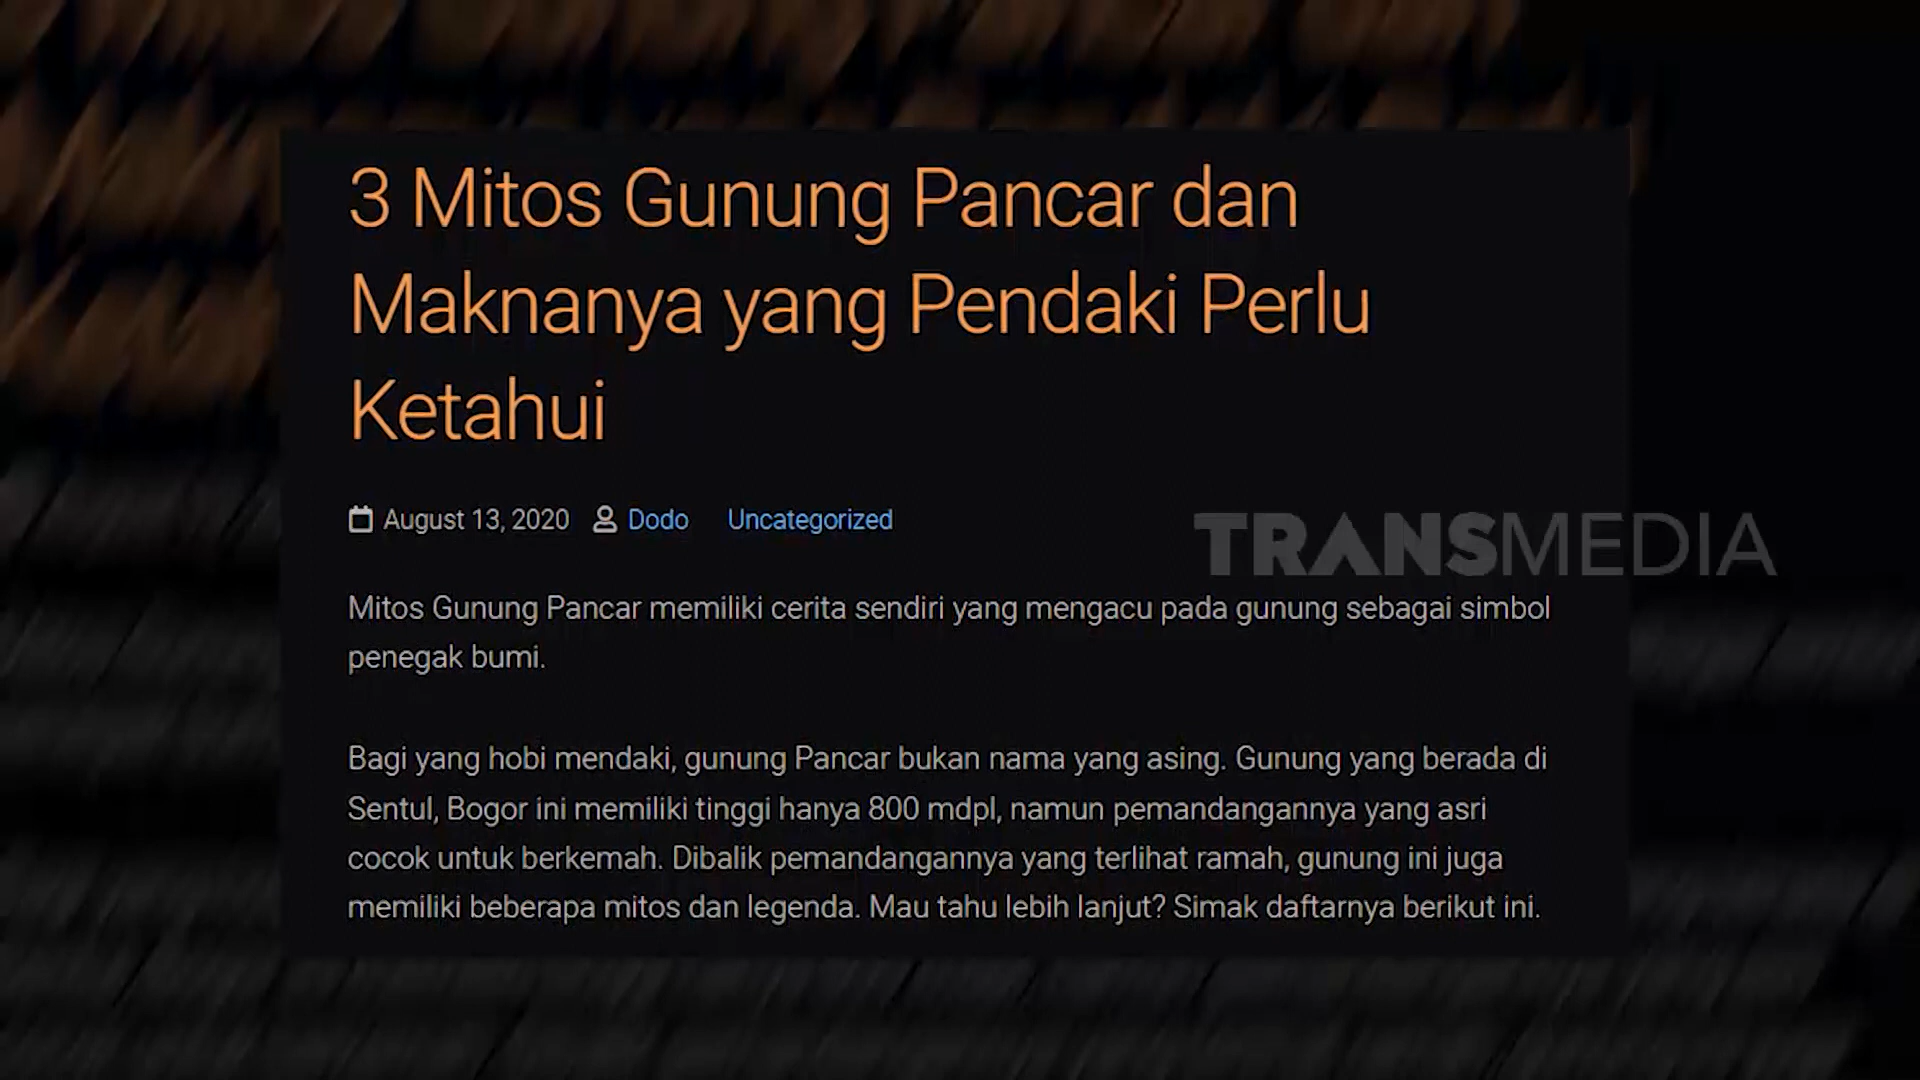 3 Mitos Gunung Pancar dan
Maknanya yang Pendaki Perlu
Ketahui
August 13, 2020 Dodo Uncategorized
TRANSMEDIA
Mitos Gunung Pancar memiliki cerita sendiri yang mengacu pada gunung sebagai simbol
penegak bumi.
Bagi yang hobi mendaki, gunung Pancar bukan nama yang asing. Gunung yang berada di
Sentul, Bogor ini memiliki tinggi hanya 800 mdpl, namun pemandangannya yang asri
cocok untuk berkemah. Dibalik pemandangannya yang terlihat ramah, gunung ini juga
memiliki beberapa mitos dan legenda. Mau tahu lebih lanjut? Simak daftarnya berikut ini.